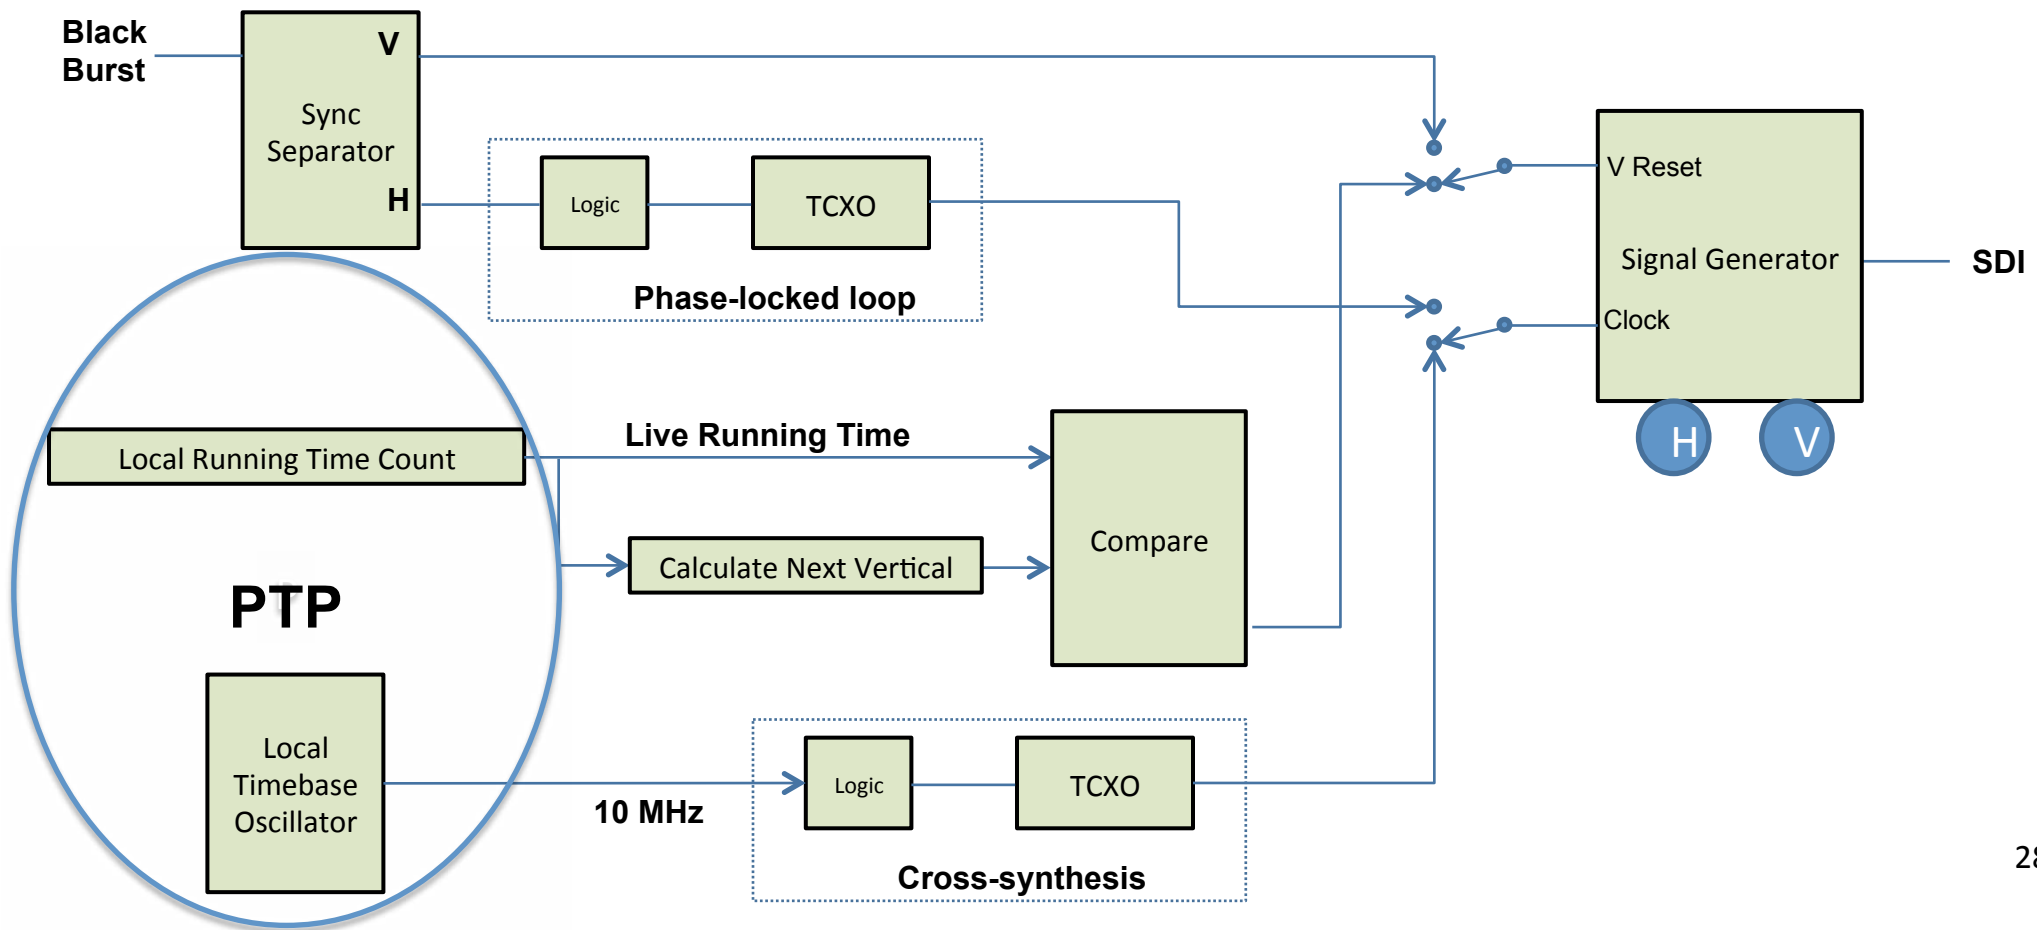 Black
Burst
V
Sync
Separator
H
Logic
TCXO
Phase-locked loop
V Reset
Signal Generator
Clock
SDI
H
V
Local Running Time Count
Live Running Time
Calculate Next Vertical
Compare
PTP
Local
Timebase
Oscillator
10 MHz
Logic
TCXO
Cross-synthesis
28